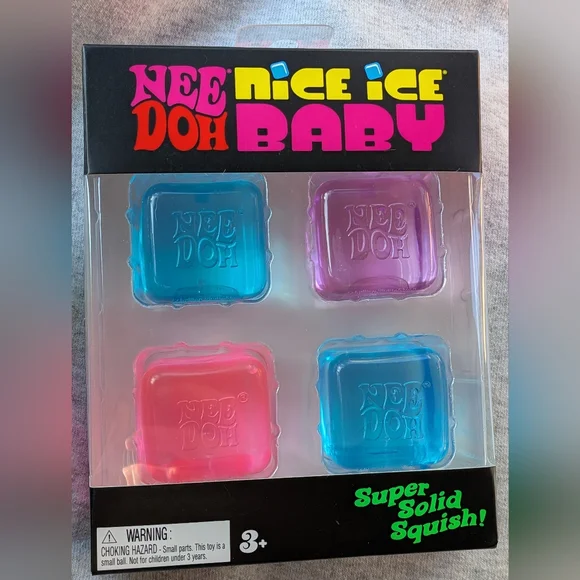 NEE NICE ICE
DOH BABY
NEE
DOH
NEE
DOH
NEE
DOH
NEE
DOH
Super
Solid
Squish!
WARNING:
CHOKING HAZARD - Small parts. This toy is a
small ball. Not for children under 3 years.
3+